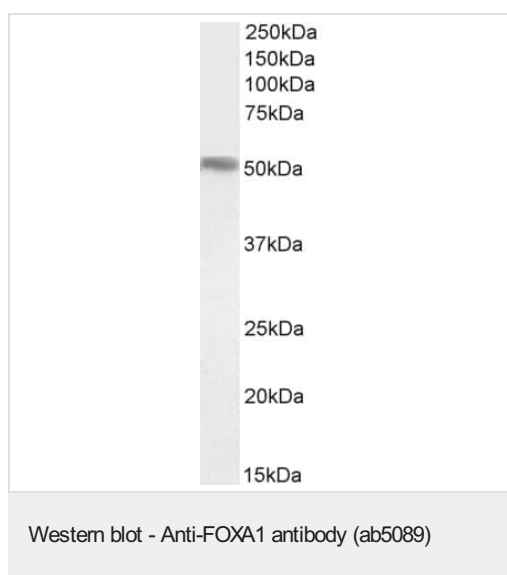 250kDa
150kDa
100kDa
75kDa
50kDa
37kDa
25kDa
20kDa
15kDa
Western blot - Anti-FOXA1 antibody (ab5089)